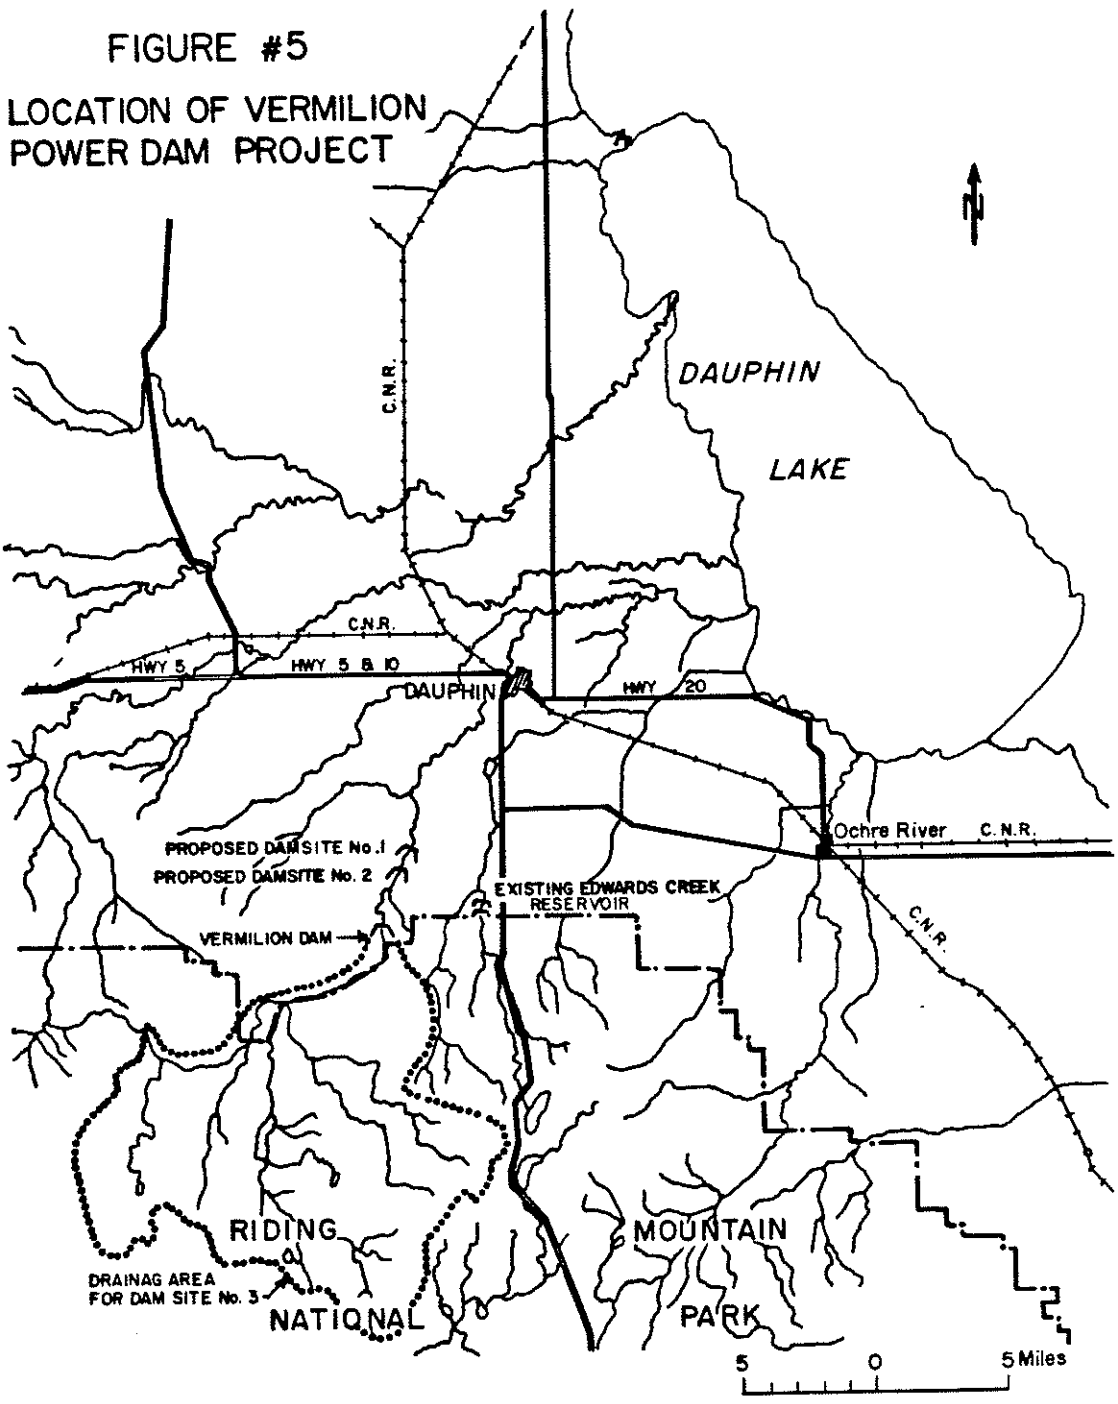 FIGURE #5
LOCATION OF VERMILION
POWER DAM PROJECT
N
C.N.R.
DAUPHIN
LAKE
C.N.R.
HWY 5
HWY 5 & 10
DAUPHIN
HWY 20
PROPOSED DAMSITE No. 1
PROPOSED DAMSITE No. 2
Ochre River
C.N.R.
EXISTING EDWARDS CREEK
RESERVOIR
VERMILION DAM
C.N.R.
RIDING
MOUNTAIN
DRAINAG AREA
FOR DAM SITE No. 3
NATIONAL
PARK
5 0 5 Miles